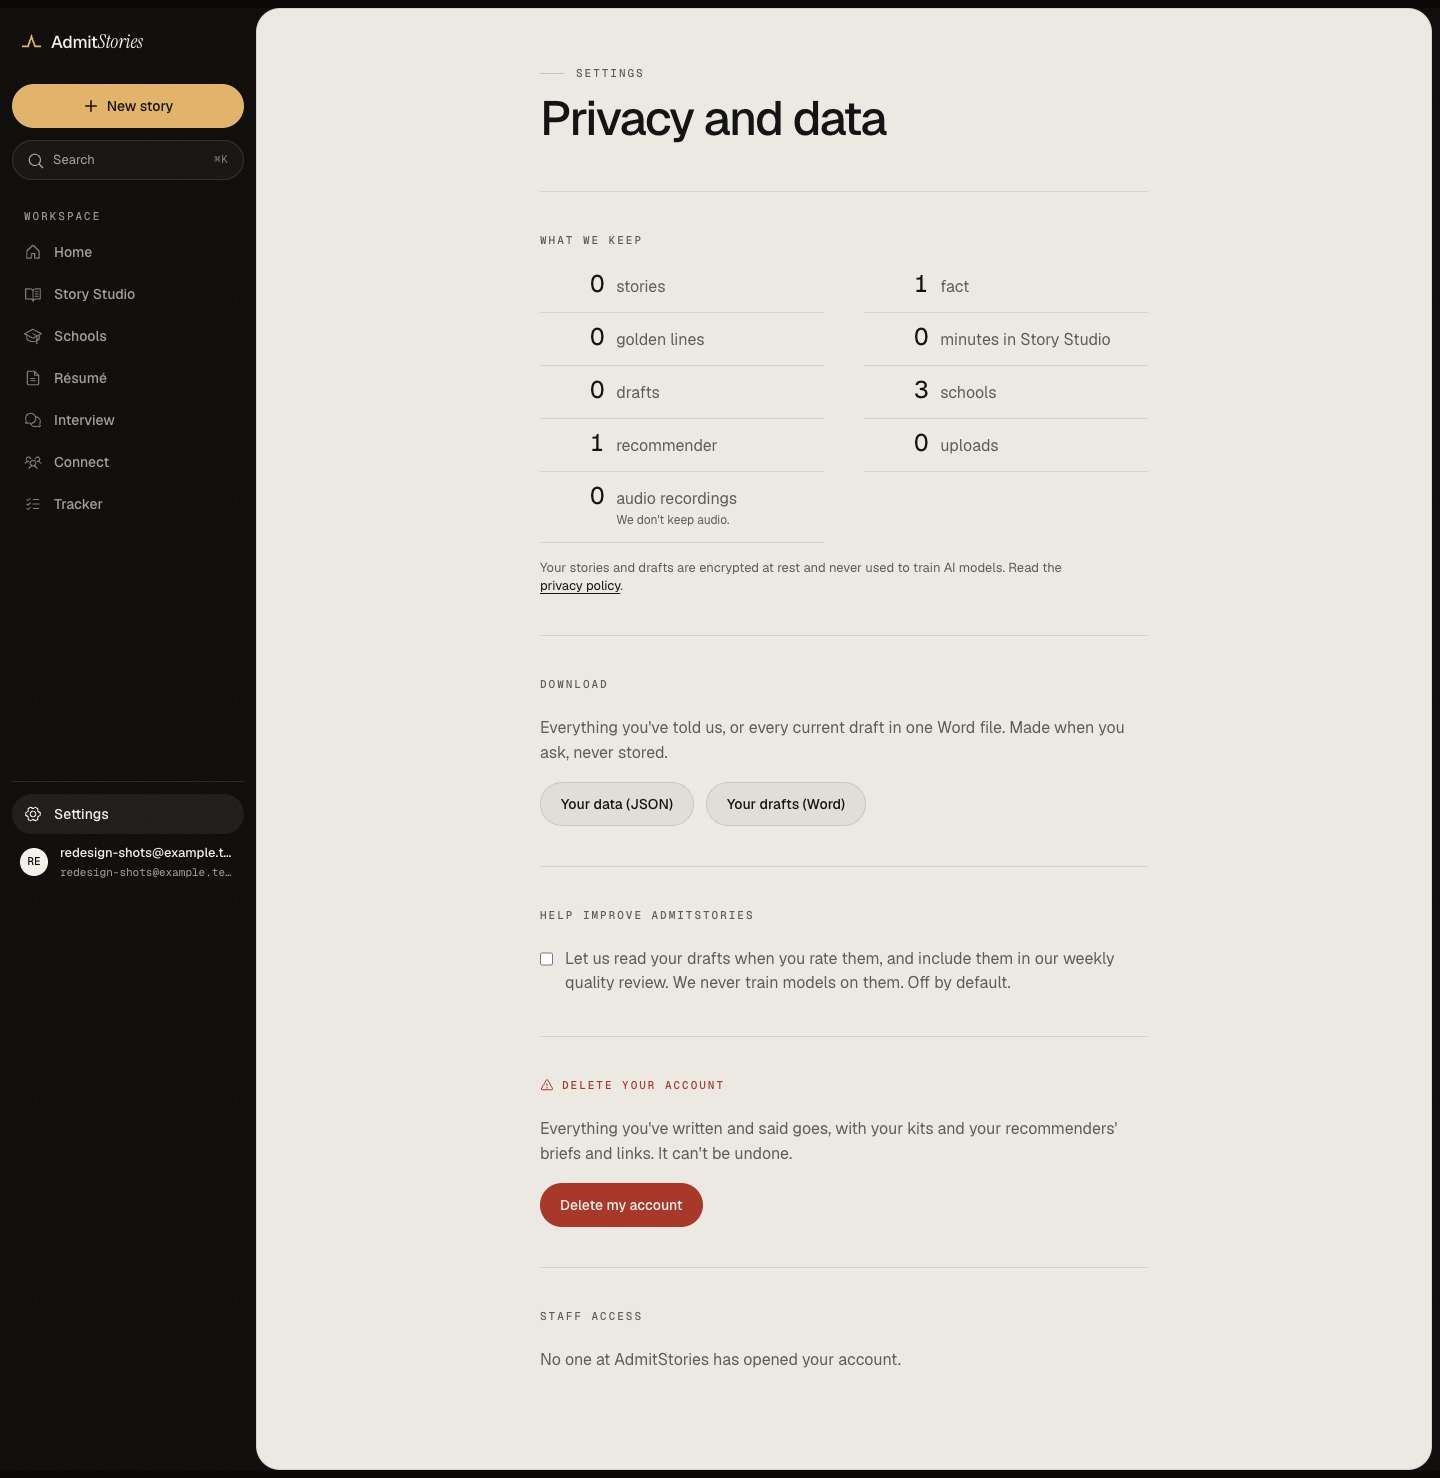 AdmitStories
New story
Search ⌘K
WORKSPACE
Home
Story Studio
Schools
Résumé
Interview
Connect
Tracker
Settings
RE
redesign-shots@example.t…
redesign-shots@example.te…
SETTINGS
Privacy and data
WHAT WE KEEP
0 stories
1 fact
0 golden lines
0 minutes in Story Studio
0 drafts
3 schools
1 recommender
0 uploads
0 audio recordings
We don't keep audio.
Your stories and drafts are encrypted at rest and never used to train AI models. Read the
privacy policy.
DOWNLOAD
Everything you've told us, or every current draft in one Word file. Made when you
ask, never stored.
Your data (JSON)
Your drafts (Word)
HELP IMPROVE ADMITSTORIES
Let us read your drafts when you rate them, and include them in our weekly
quality review. We never train models on them. Off by default.
DELETE YOUR ACCOUNT
Everything you've written and said goes, with your kits and your recommenders'
briefs and links. It can't be undone.
Delete my account
STAFF ACCESS
No one at AdmitStories has opened your account.